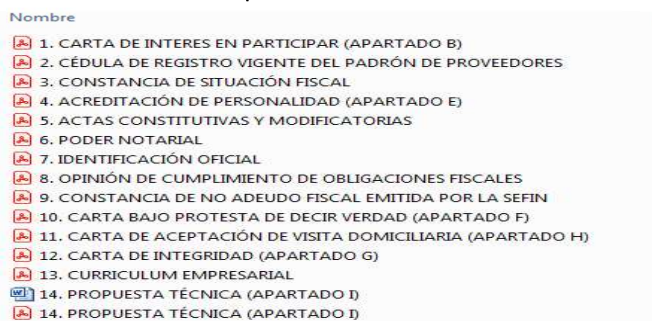 Nombre
1. CARTA DE INTERES EN PARTICIPAR (APARTADO B)
2. CÉDULA DE REGISTRO VIGENTE DEL PADRÓN DE PROVEEDORES
3. CONSTANCIA DE SITUACIÓN FISCAL
4. ACREDITACIÓN DE PERSONALIDAD (APARTADO E)
5. ACTAS CONSTITUTIVAS Y MODIFICATORIAS
6. PODER NOTARIAL
7. IDENTIFICACIÓN OFICIAL
8. OPINIÓN DE CUMPLIMIENTO DE OBLIGACIONES FISCALES
9. CONSTANCIA DE NO ADEUDO FISCAL EMITIDA POR LA SEFIN
10. CARTA BAJO PROTESTA DE DECIR VERDAD (APARTADO F)
11. CARTA DE ACEPTACIÓN DE VISITA DOMICILIARIA (APARTADO H)
12. CARTA DE INTEGRIDAD (APARTADO G)
13. CURRICULUM EMPRESARIAL
14. PROPUESTA TÉCNICA (APARTADO I)
14. PROPUESTA TÉCNICA (APARTADO I)